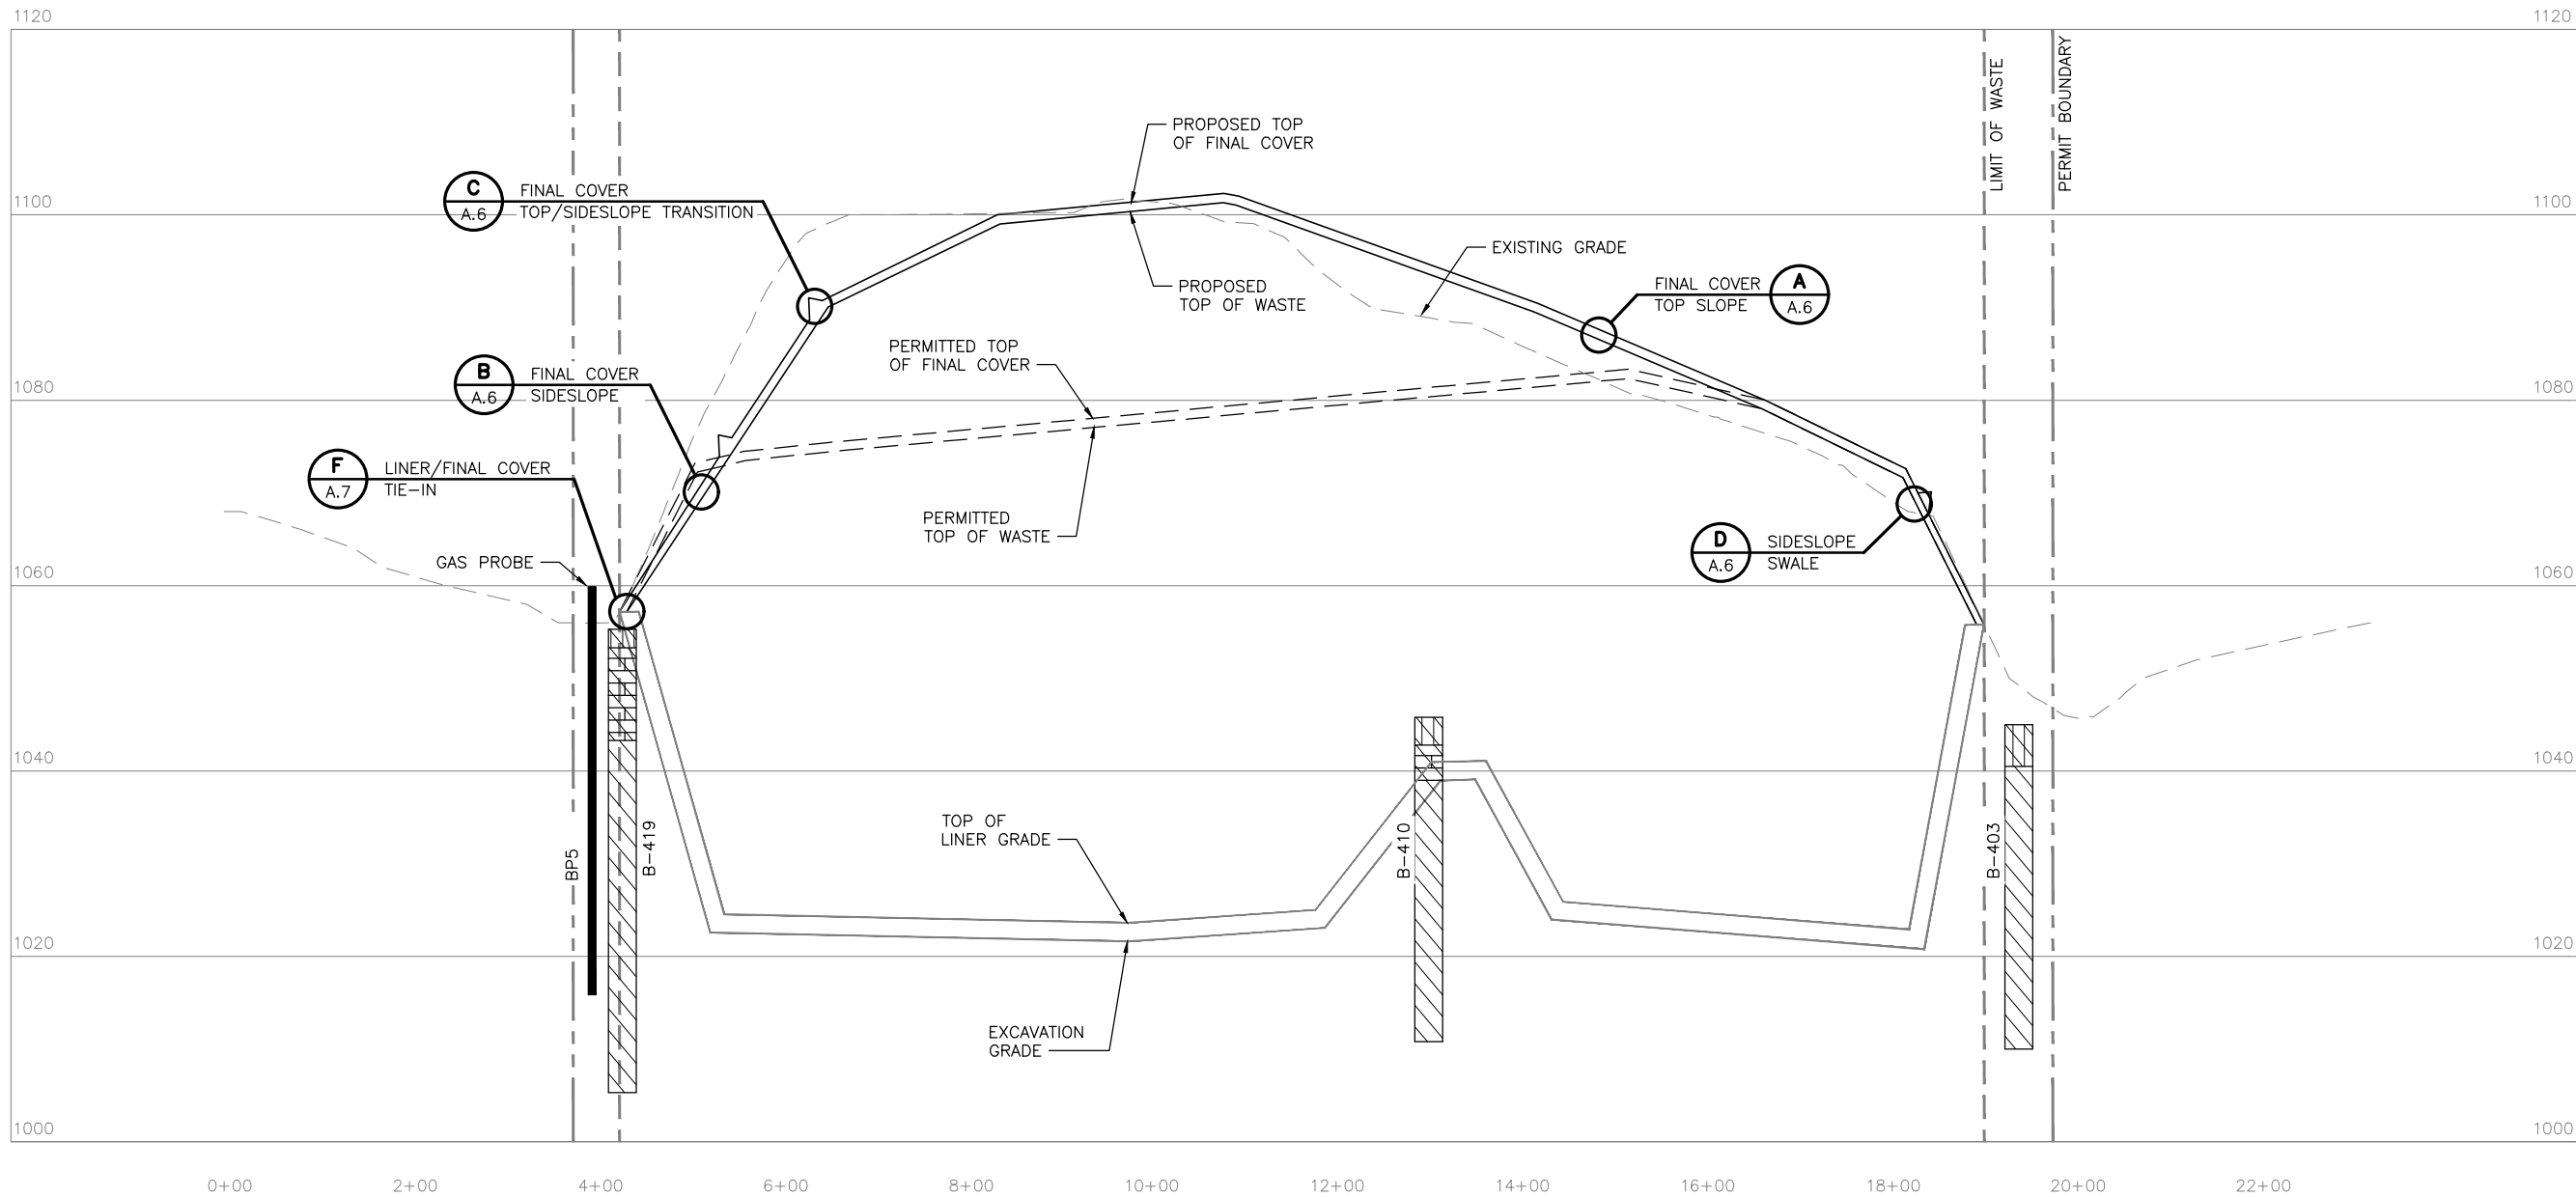 1120
1120
LIMIT OF WASTE
PERMIT BOUNDARY
PROPOSED TOP
OF FINAL COVER
C
A.6
FINAL COVER
TOP/SIDESLOPE TRANSITION
1100
1100
EXISTING GRADE
PROPOSED
TOP OF WASTE
FINAL COVER
TOP SLOPE
A
A.6
PERMITTED TOP
OF FINAL COVER
B
A.6
FINAL COVER
SIDESLOPE
1080
1080
F
A.7
LINER/FINAL COVER
TIE-IN
PERMITTED
TOP OF WASTE
D
A.6
SIDESLOPE
SWALE
GAS PROBE
1060
1060
1040
1040
TOP OF
LINER GRADE
BP5
B-419
B-410
B-403
1020
1020
EXCAVATION
GRADE
1000
1000
0+00
2+00
4+00
6+00
8+00
10+00
12+00
14+00
16+00
18+00
20+00
22+00